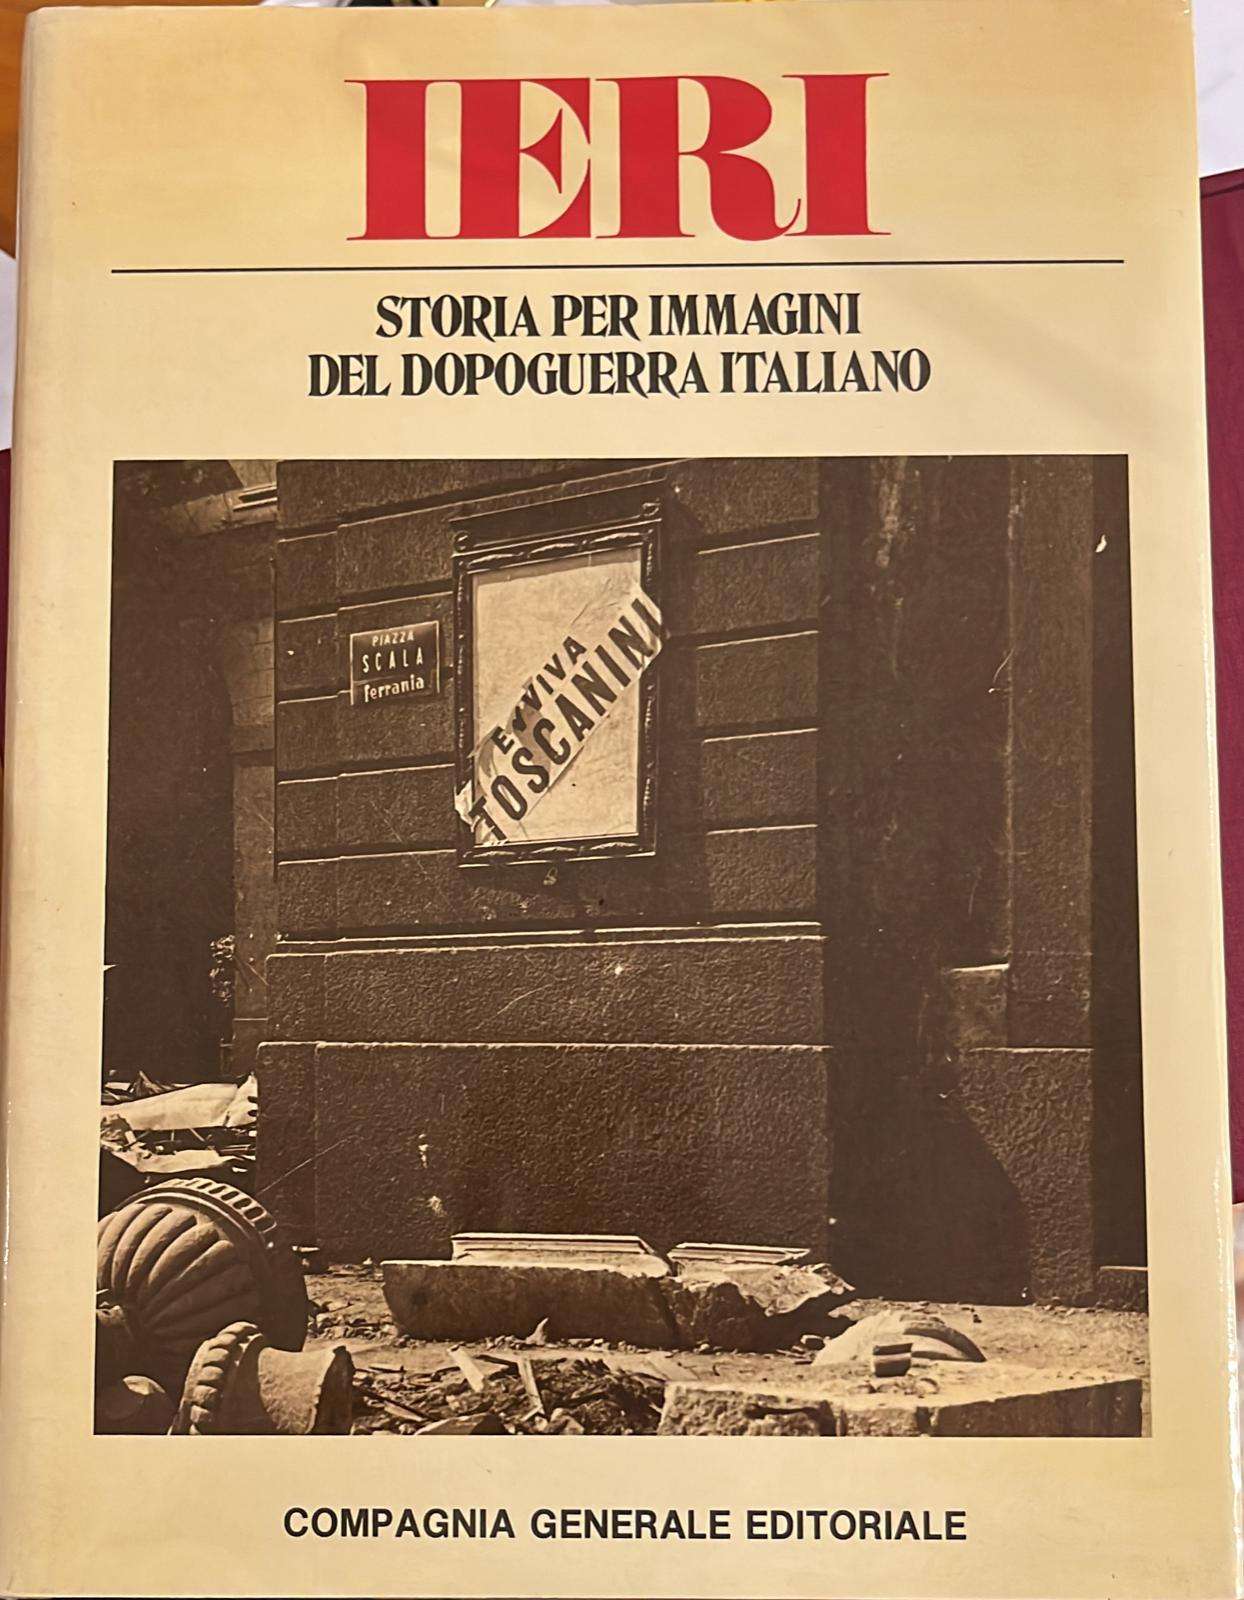 IERI
STORIA PER IMMAGINI
DEL DOPOGUERRA ITALIANO
PIAZZA
SCALA
ferrania
EVVIVA
TOSCANINI
COMPAGNIA GENERALE EDITORIALE